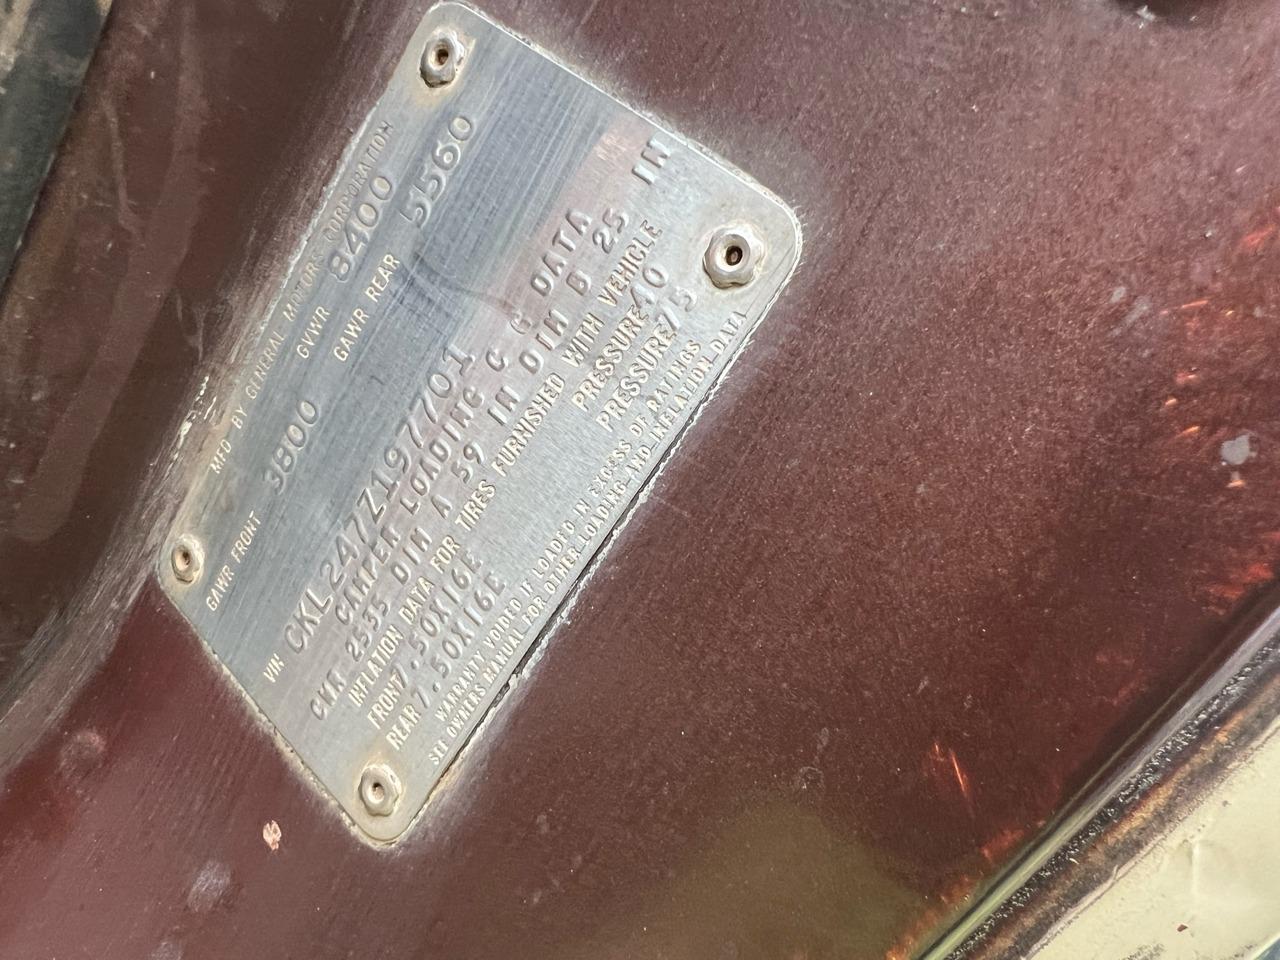 MFD BY GENERAL MOTORS CORPORATION
GVWR 8400
GAWR FRONT 3800 GAWR REAR 5560
VIN CKL247Z197701
CAMPER LOADING C G DATA
CWR 2535 DIM A 59 IN DIM B 25 IN
INFLATION DATA FOR TIRES FURNISHED WITH VEHICLE
FRONT 7.50X16E PRESSURE 40
REAR 7.50X16E PRESSURE 75
WARRANTY VOIDED IF LOADED IN EXCESS OF RATINGS
SEE OWNERS MANUAL FOR OTHER LOADING AND INFLATION DATA